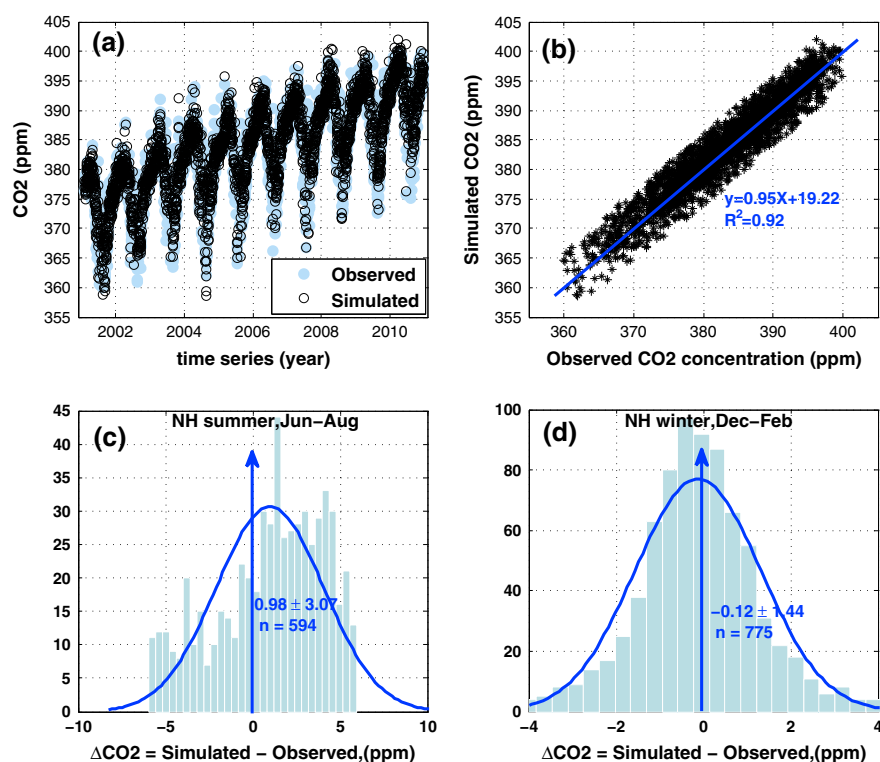 (a)
CO2 (ppm)
405
400
395
390
385
380
375
370
365
360
355
2002 2004 2006 2008 2010
time series (year)
Observed
Simulated
(b)
Simulated CO2 (ppm)
405
400
395
390
385
380
375
370
365
360
355
360 370 380 390 400
Observed CO2 concentration (ppm)
y=0.95X+19.22
R²=0.92
(c)
NH summer,Jun−Aug
45
40
35
30
25
20
15
10
5
0
−10 −5 0 5 10
0.98 ± 3.07
n = 594
ΔCO2 = Simulated − Observed,(ppm)
(d)
NH winter,Dec−Feb
100
80
60
40
20
0
−4 −2 0 2 4
−0.12 ± 1.44
n = 775
ΔCO2 = Simulated − Observed,(ppm)